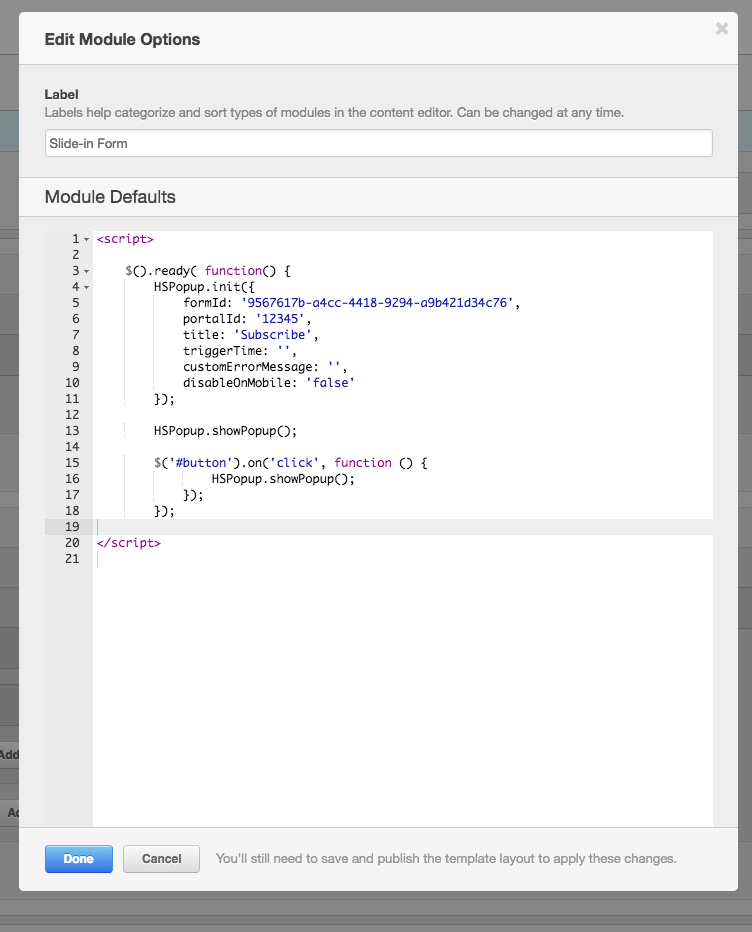 Edit Module Options
Label
Labels help categorize and sort types of modules in the content editor. Can be changed at any time.
Slide-in Form
Module Defaults
1 <script>
2
3 $().ready( function() {
4 HSPopup.init({
5 formId: '9567617b-a4cc-4418-9294-a9b421d34c76',
6 portalId: '12345',
7 title: 'Subscribe',
8 triggerTime: '',
9 customErrorMessage: '',
10 disableOnMobile: 'false'
11 });
12
13 HSPopup.showPopup();
14
15 $('#button').on('click', function () {
16 HSPopup.showPopup();
17 });
18 });
19
20 </script>
21
Add
Done Cancel You'll still need to save and publish the template layout to apply these changes.